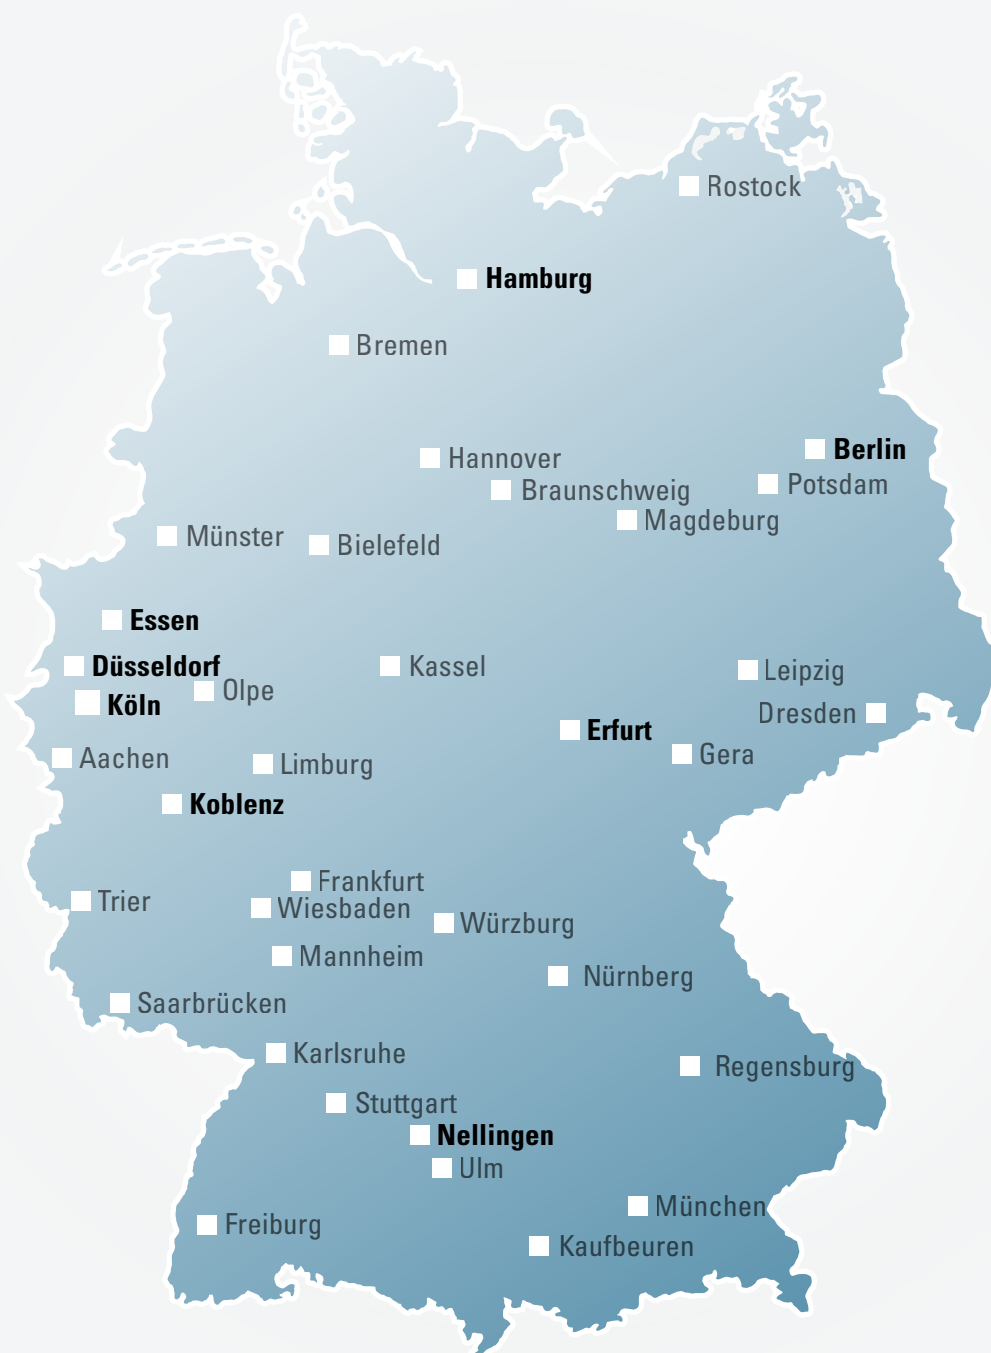 Rostock
Hamburg
Bremen
Berlin
Hannover
Potsdam
Braunschweig
Magdeburg
Münster
Bielefeld
Essen
Düsseldorf
Kassel
Leipzig
Olpe
Köln
Dresden
Erfurt
Gera
Aachen
Limburg
Koblenz
Frankfurt
Trier
Wiesbaden
Würzburg
Mannheim
Nürnberg
Saarbrücken
Karlsruhe
Regensburg
Stuttgart
Nellingen
Ulm
München
Freiburg
Kaufbeuren